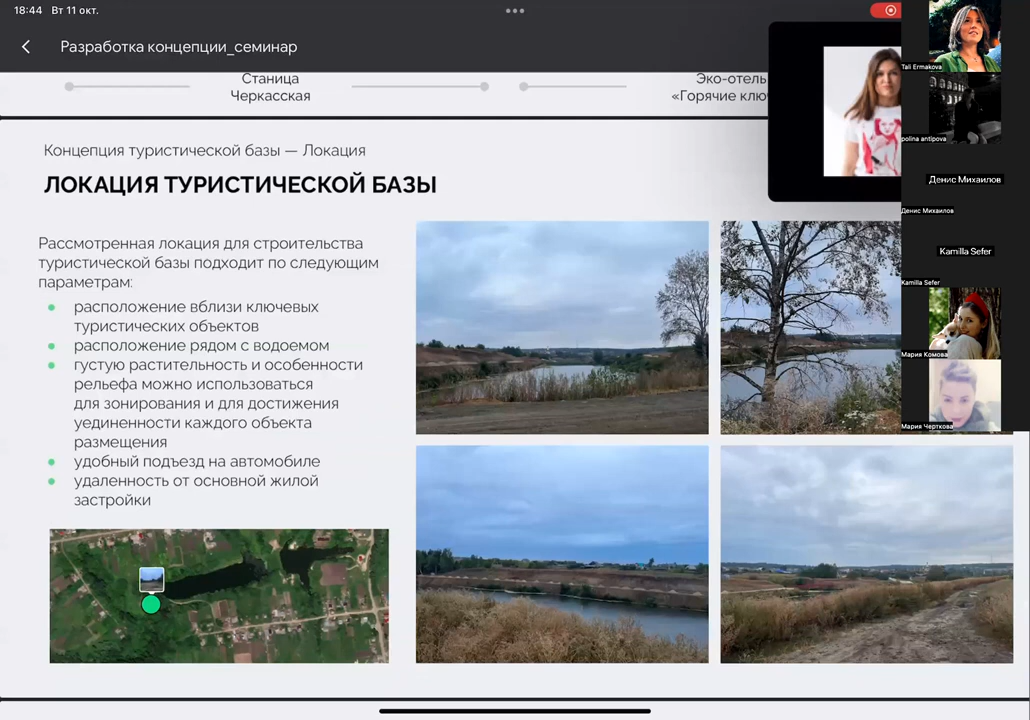 18:44 Вт 11 окт.
Разработка концепции_семинар
Станица
Черкасская
Эко-отель
«Горячие
Концепция туристической базы — Локация
ЛОКАЦИЯ ТУРИСТИЧЕСКОЙ БАЗЫ
Рассмотренная локация для строительства
туристической базы подходит по следующим
параметрам:
расположение вблизи ключевых
туристических объектов
расположение рядом с водоемом
густую растительность и особенности
рельефа можно использоваться
для зонирования и для достижения
уединенности каждого объекта
размещения
удобный подъезд на автомобиле
удаленность от основной жилой
застройки
Tali Ermakova
polina antipova
Денис Михаилов
Денис Михаилов
Kamilla Sefer
Kamilla Sefer
Мария Комова
Мария Черткова